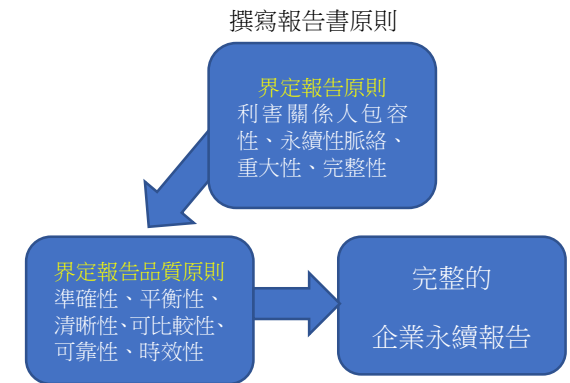 撰寫報告書原則
界定報告原則
利害關係人包容
性、永續性脈絡、
重大性、完整性
界定報告品質原則
準確性、平衡性、
清晰性、可比較性、
可靠性、時效性
完整的
企業永續報告